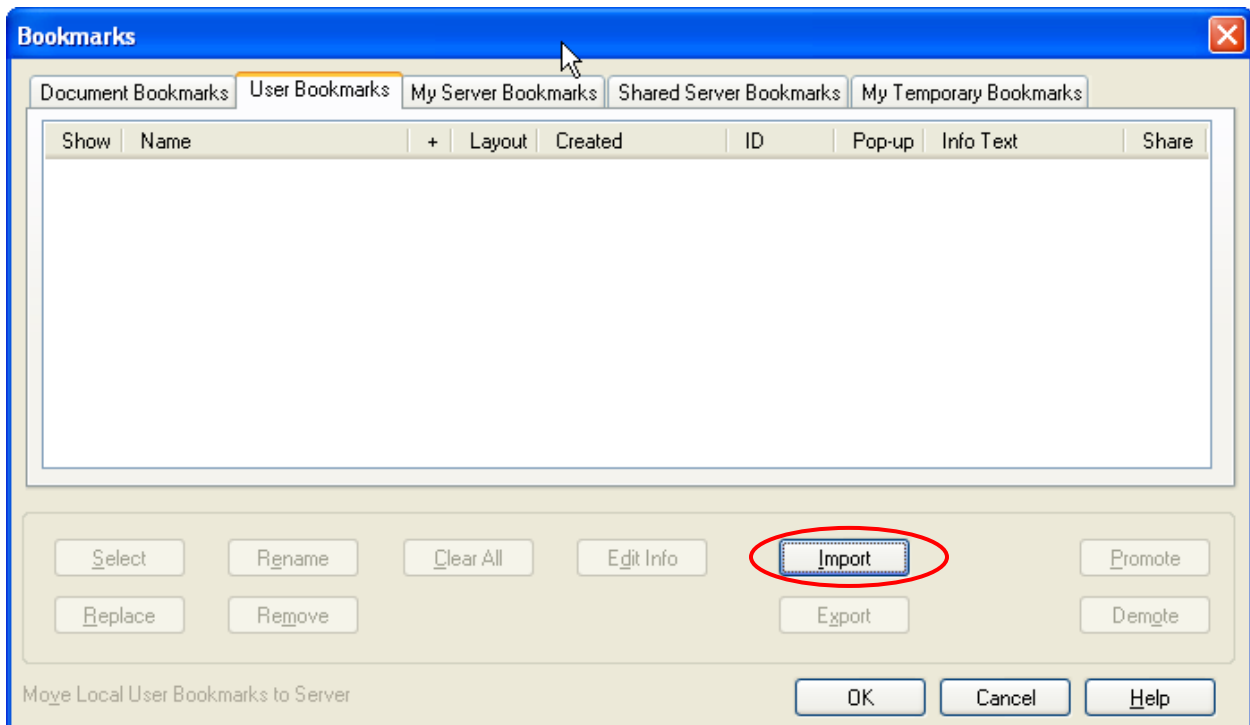 Bookmarks
Document Bookmarks User Bookmarks My Server Bookmarks Shared Server Bookmarks My Temporary Bookmarks
Show Name + Layout Created ID Pop-up Info Text Share
Select Rename Clear All Edit Info Import Promote
Replace Remove Export Demote
Move Local User Bookmarks to Server OK Cancel Help